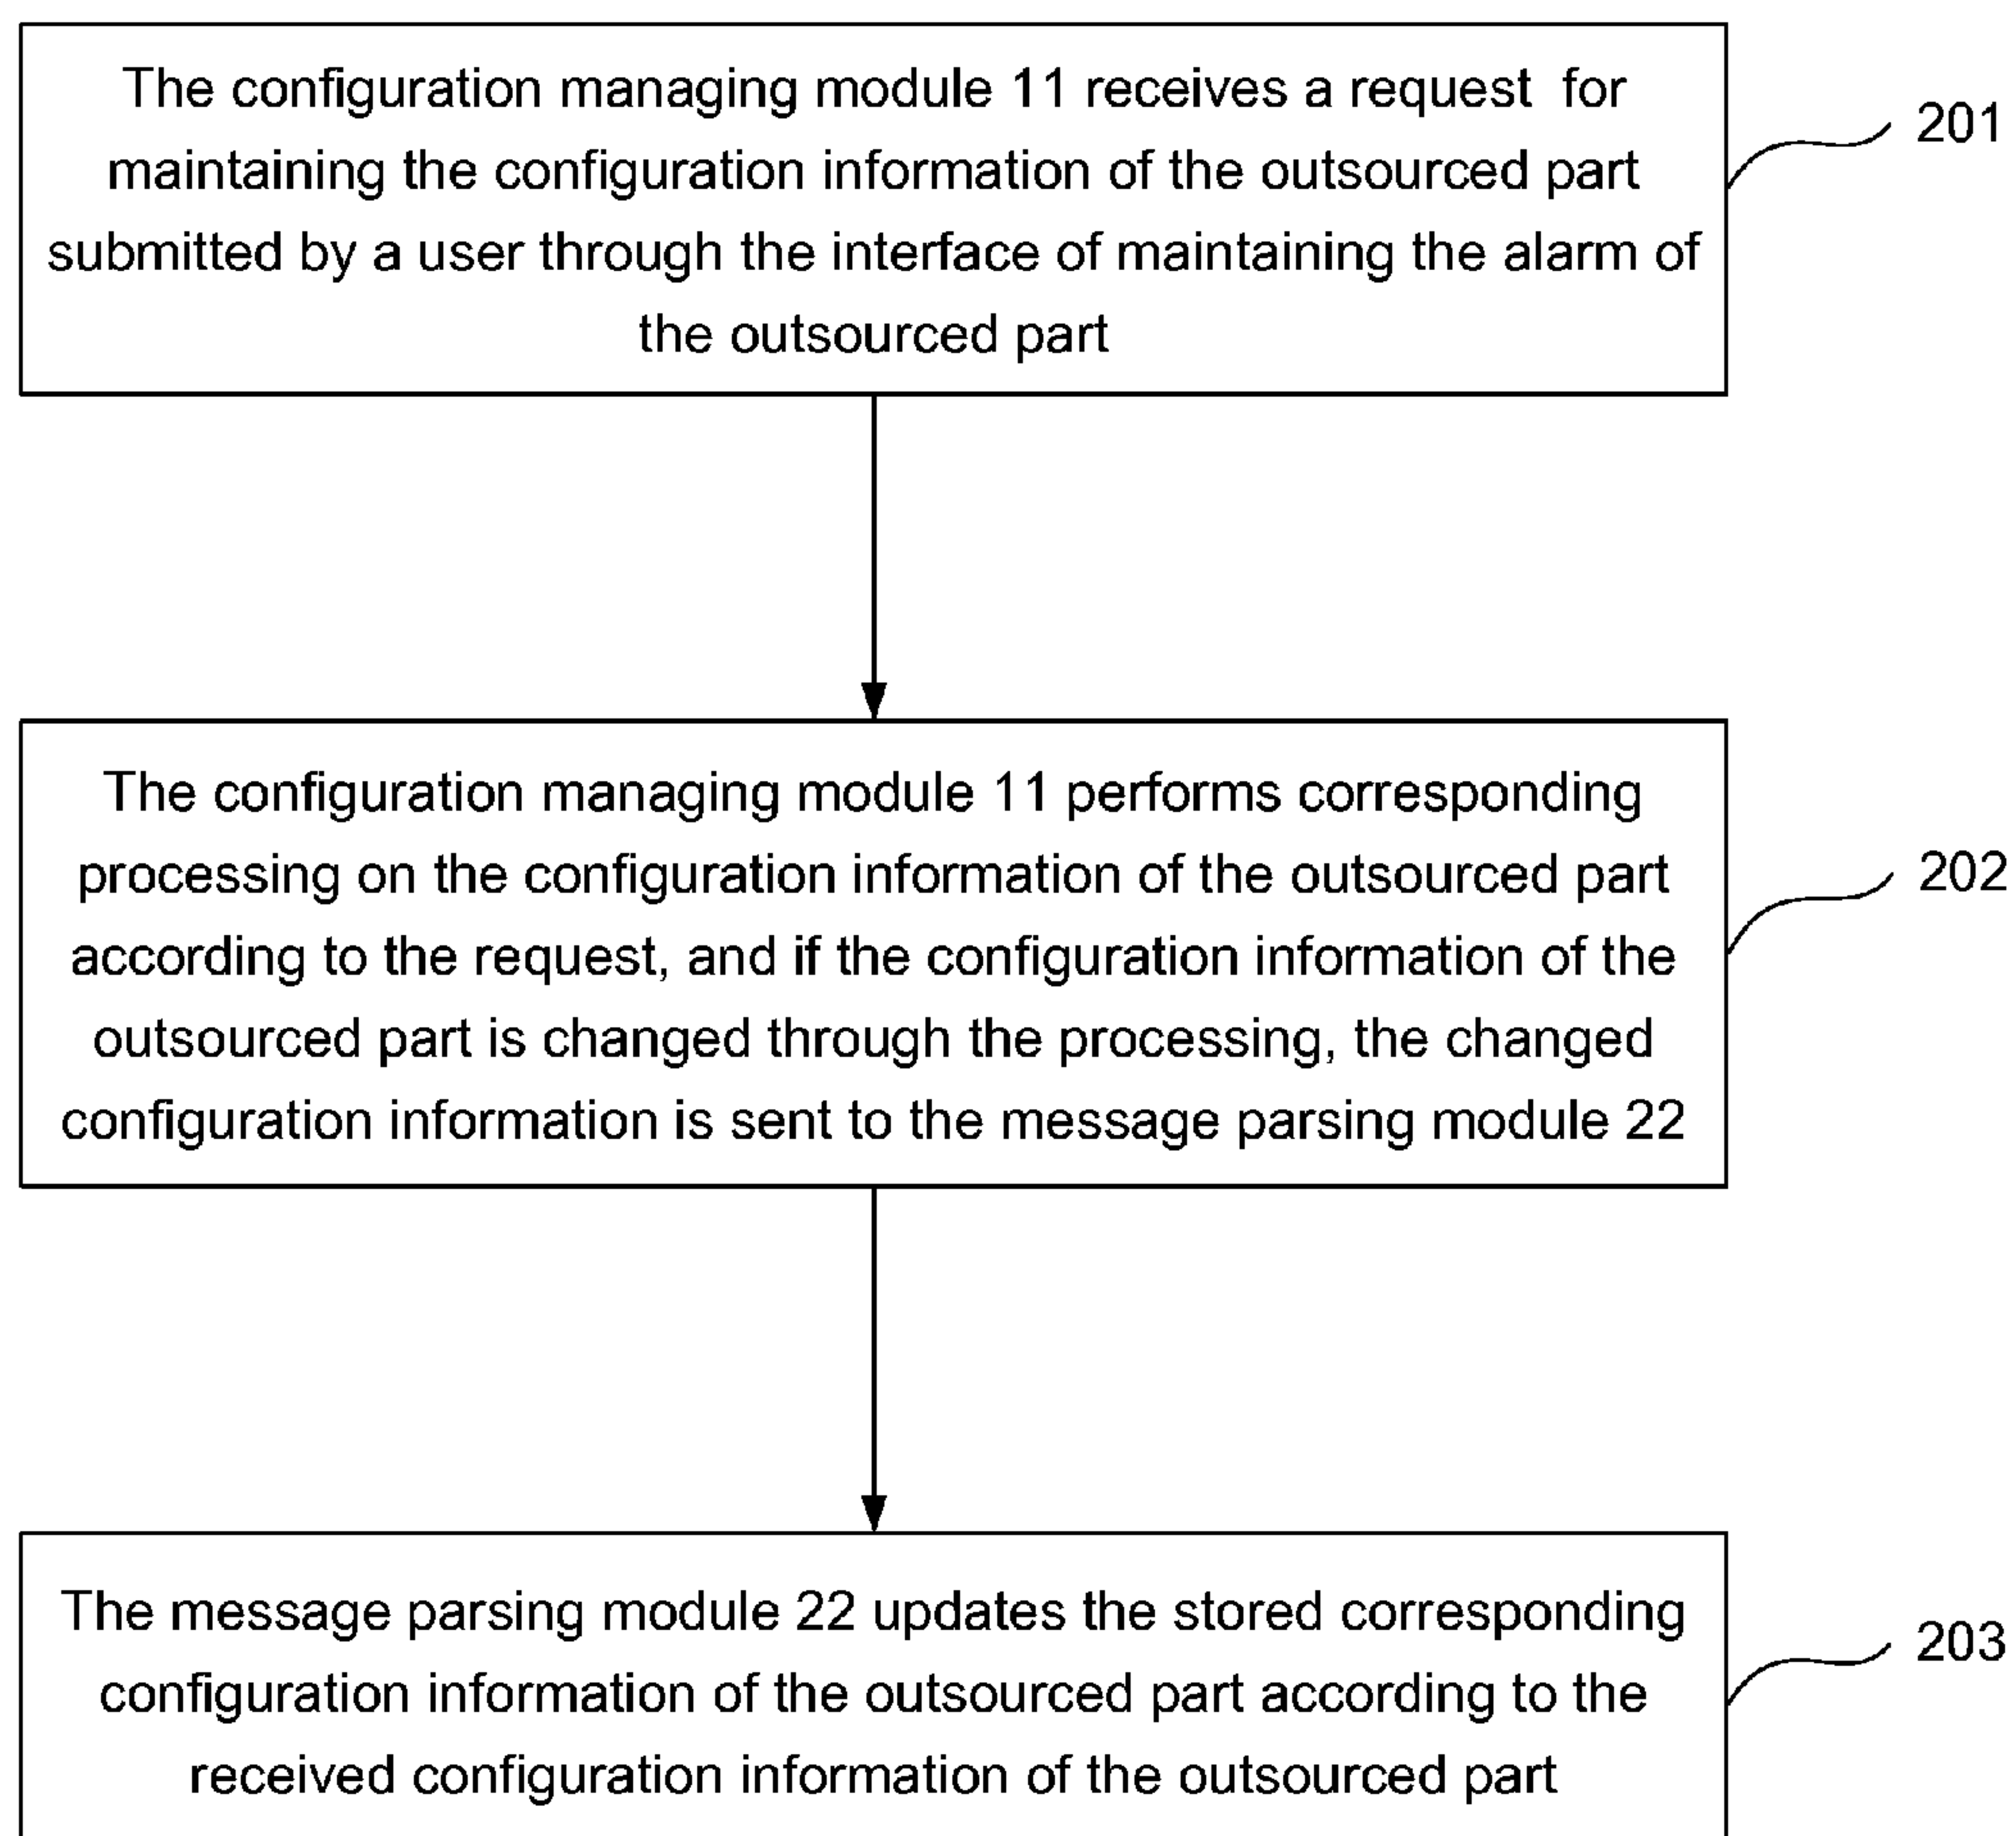 The configuration managing module 11 receives a request for
maintaining the configuration information of the outsourced part
submitted by a user through the interface of maintaining the alarm of
the outsourced part
201
The configuration managing module 11 performs corresponding
processing on the configuration information of the outsourced part
according to the request, and if the configuration information of the
outsourced part is changed through the processing, the changed
configuration information is sent to the message parsing module 22
202
The message parsing module 22 updates the stored corresponding
configuration information of the outsourced part according to the
received configuration information of the outsourced part
203